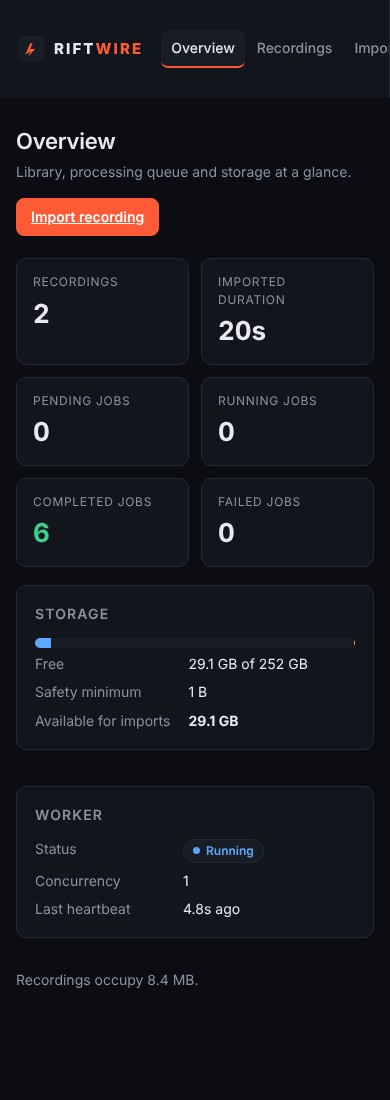 RIFTWIRE Overview Recordings Impo
Overview
Library, processing queue and storage at a glance.
Import recording
RECORDINGS
2
IMPORTED
DURATION
20s
PENDING JOBS
0
RUNNING JOBS
0
COMPLETED JOBS
6
FAILED JOBS
0
STORAGE
Free 29.1 GB of 252 GB
Safety minimum 1 B
Available for imports 29.1 GB
WORKER
Status Running
Concurrency 1
Last heartbeat 4.8s ago
Recordings occupy 8.4 MB.